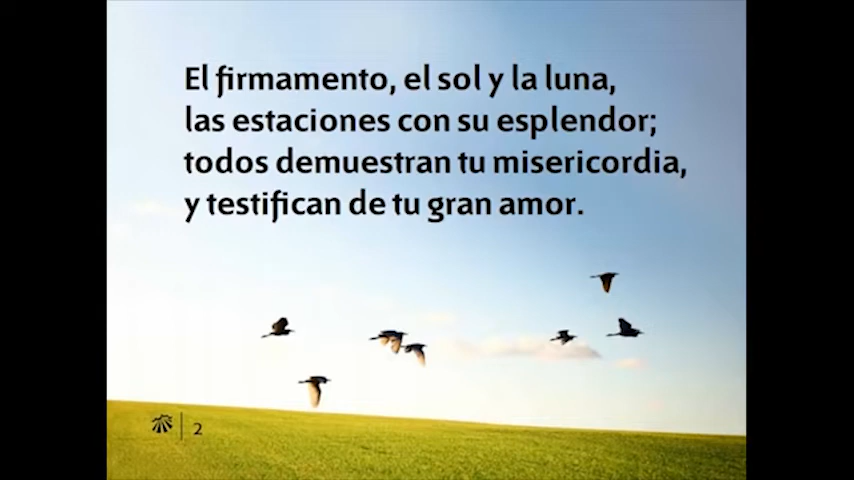 El firmamento, el sol y la luna,
las estaciones con su esplendor;
todos demuestran tu misericordia,
y testifican de tu gran amor.
2